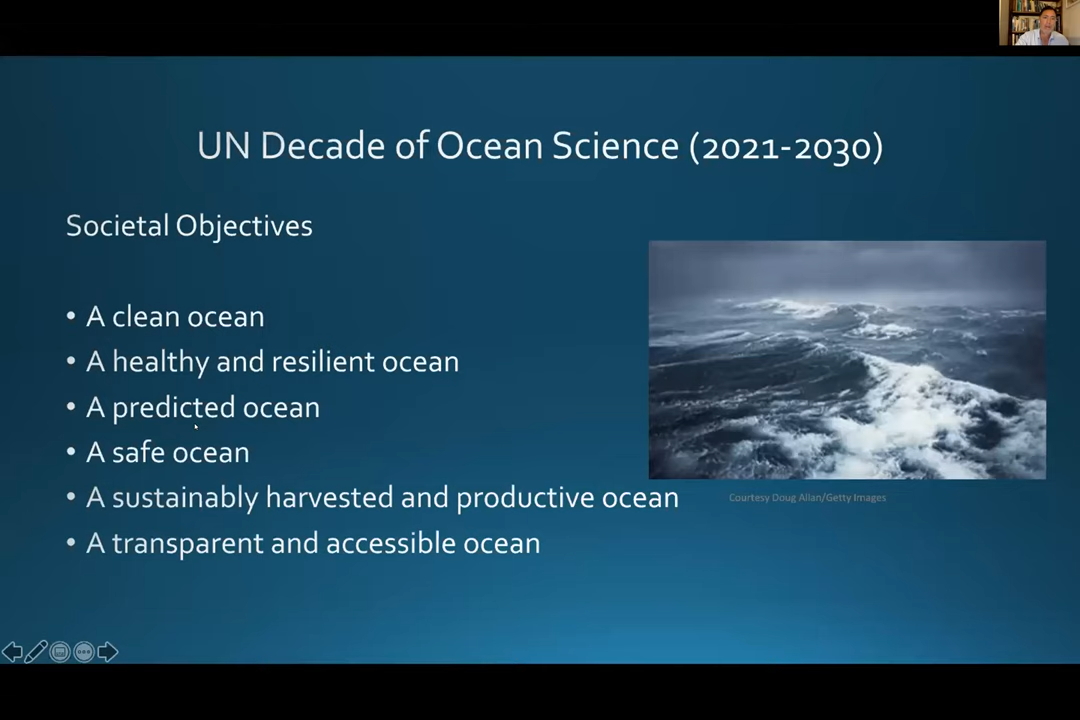 UN Decade of Ocean Science (2021-2030)
Societal Objectives
• A clean ocean
• A healthy and resilient ocean
• A predicted ocean
• A safe ocean
• A sustainably harvested and productive ocean
• A transparent and accessible ocean
Courtesy Doug Allan/Getty Images